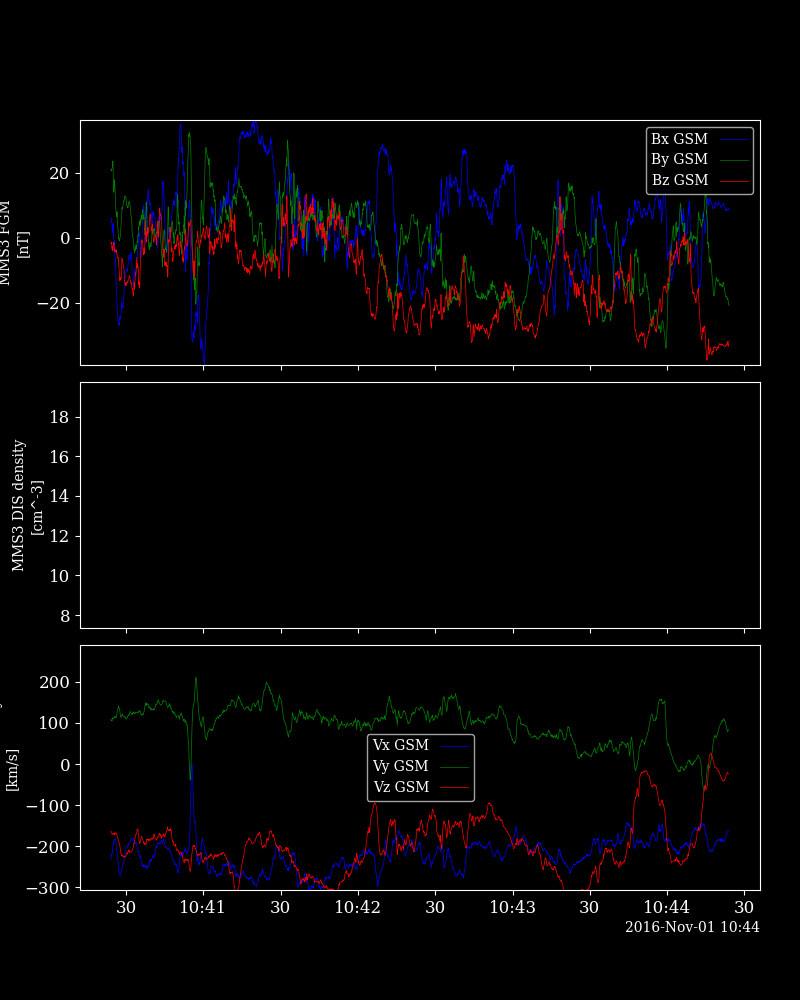 MMS3 FGM
[nT]
20
0
−20
Bx GSM
By GSM
Bz GSM
MMS3 DIS density
[cm^-3]
18
16
14
12
10
8
[km/s]
200
100
0
−100
−200
−300
Vx GSM
Vy GSM
Vz GSM
30 10:41 30 10:42 30 10:43 30 10:44 30
2016-Nov-01 10:44